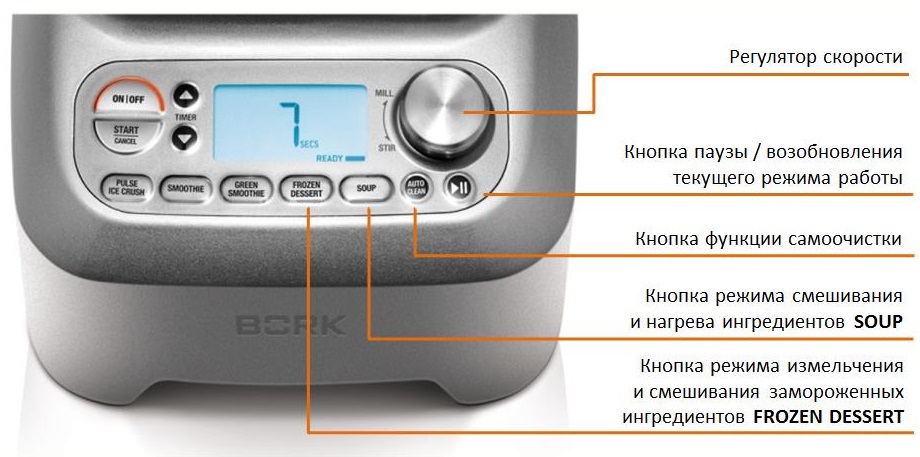 ON|OFF
START
CANCEL
TIMER
7 SECS
READY
MILL
STIR
PULSE
ICE CRUSH
SMOOTHIE
GREEN
SMOOTHIE
FROZEN
DESSERT
SOUP
AUTO
CLEAN
BORK
Регулятор скорости
Кнопка паузы / возобновления
текущего режима работы
Кнопка функции самоочистки
Кнопка режима смешивания
и нагрева ингредиентов SOUP
Кнопка режима измельчения
и смешивания замороженных
ингредиентов FROZEN DESSERT